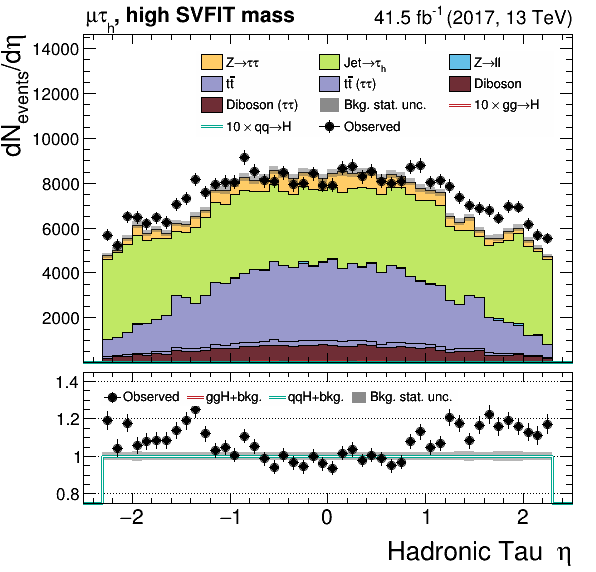 μτh, high SVFIT mass 41.5 fb⁻¹ (2017, 13 TeV)
dNevents/dη
14000
12000
10000
8000
6000
4000
2000
Z→ττ Jet→τh Z→ll
tt̄ tt̄ (ττ) Diboson
Diboson (ττ) Bkg. stat. unc. 10 × gg→H
10 × qq→H Observed
1.4
1.2
1
0.8
Observed ggH+bkg. qqH+bkg. Bkg. stat. unc.
−2 −1 0 1 2
Hadronic Tau η